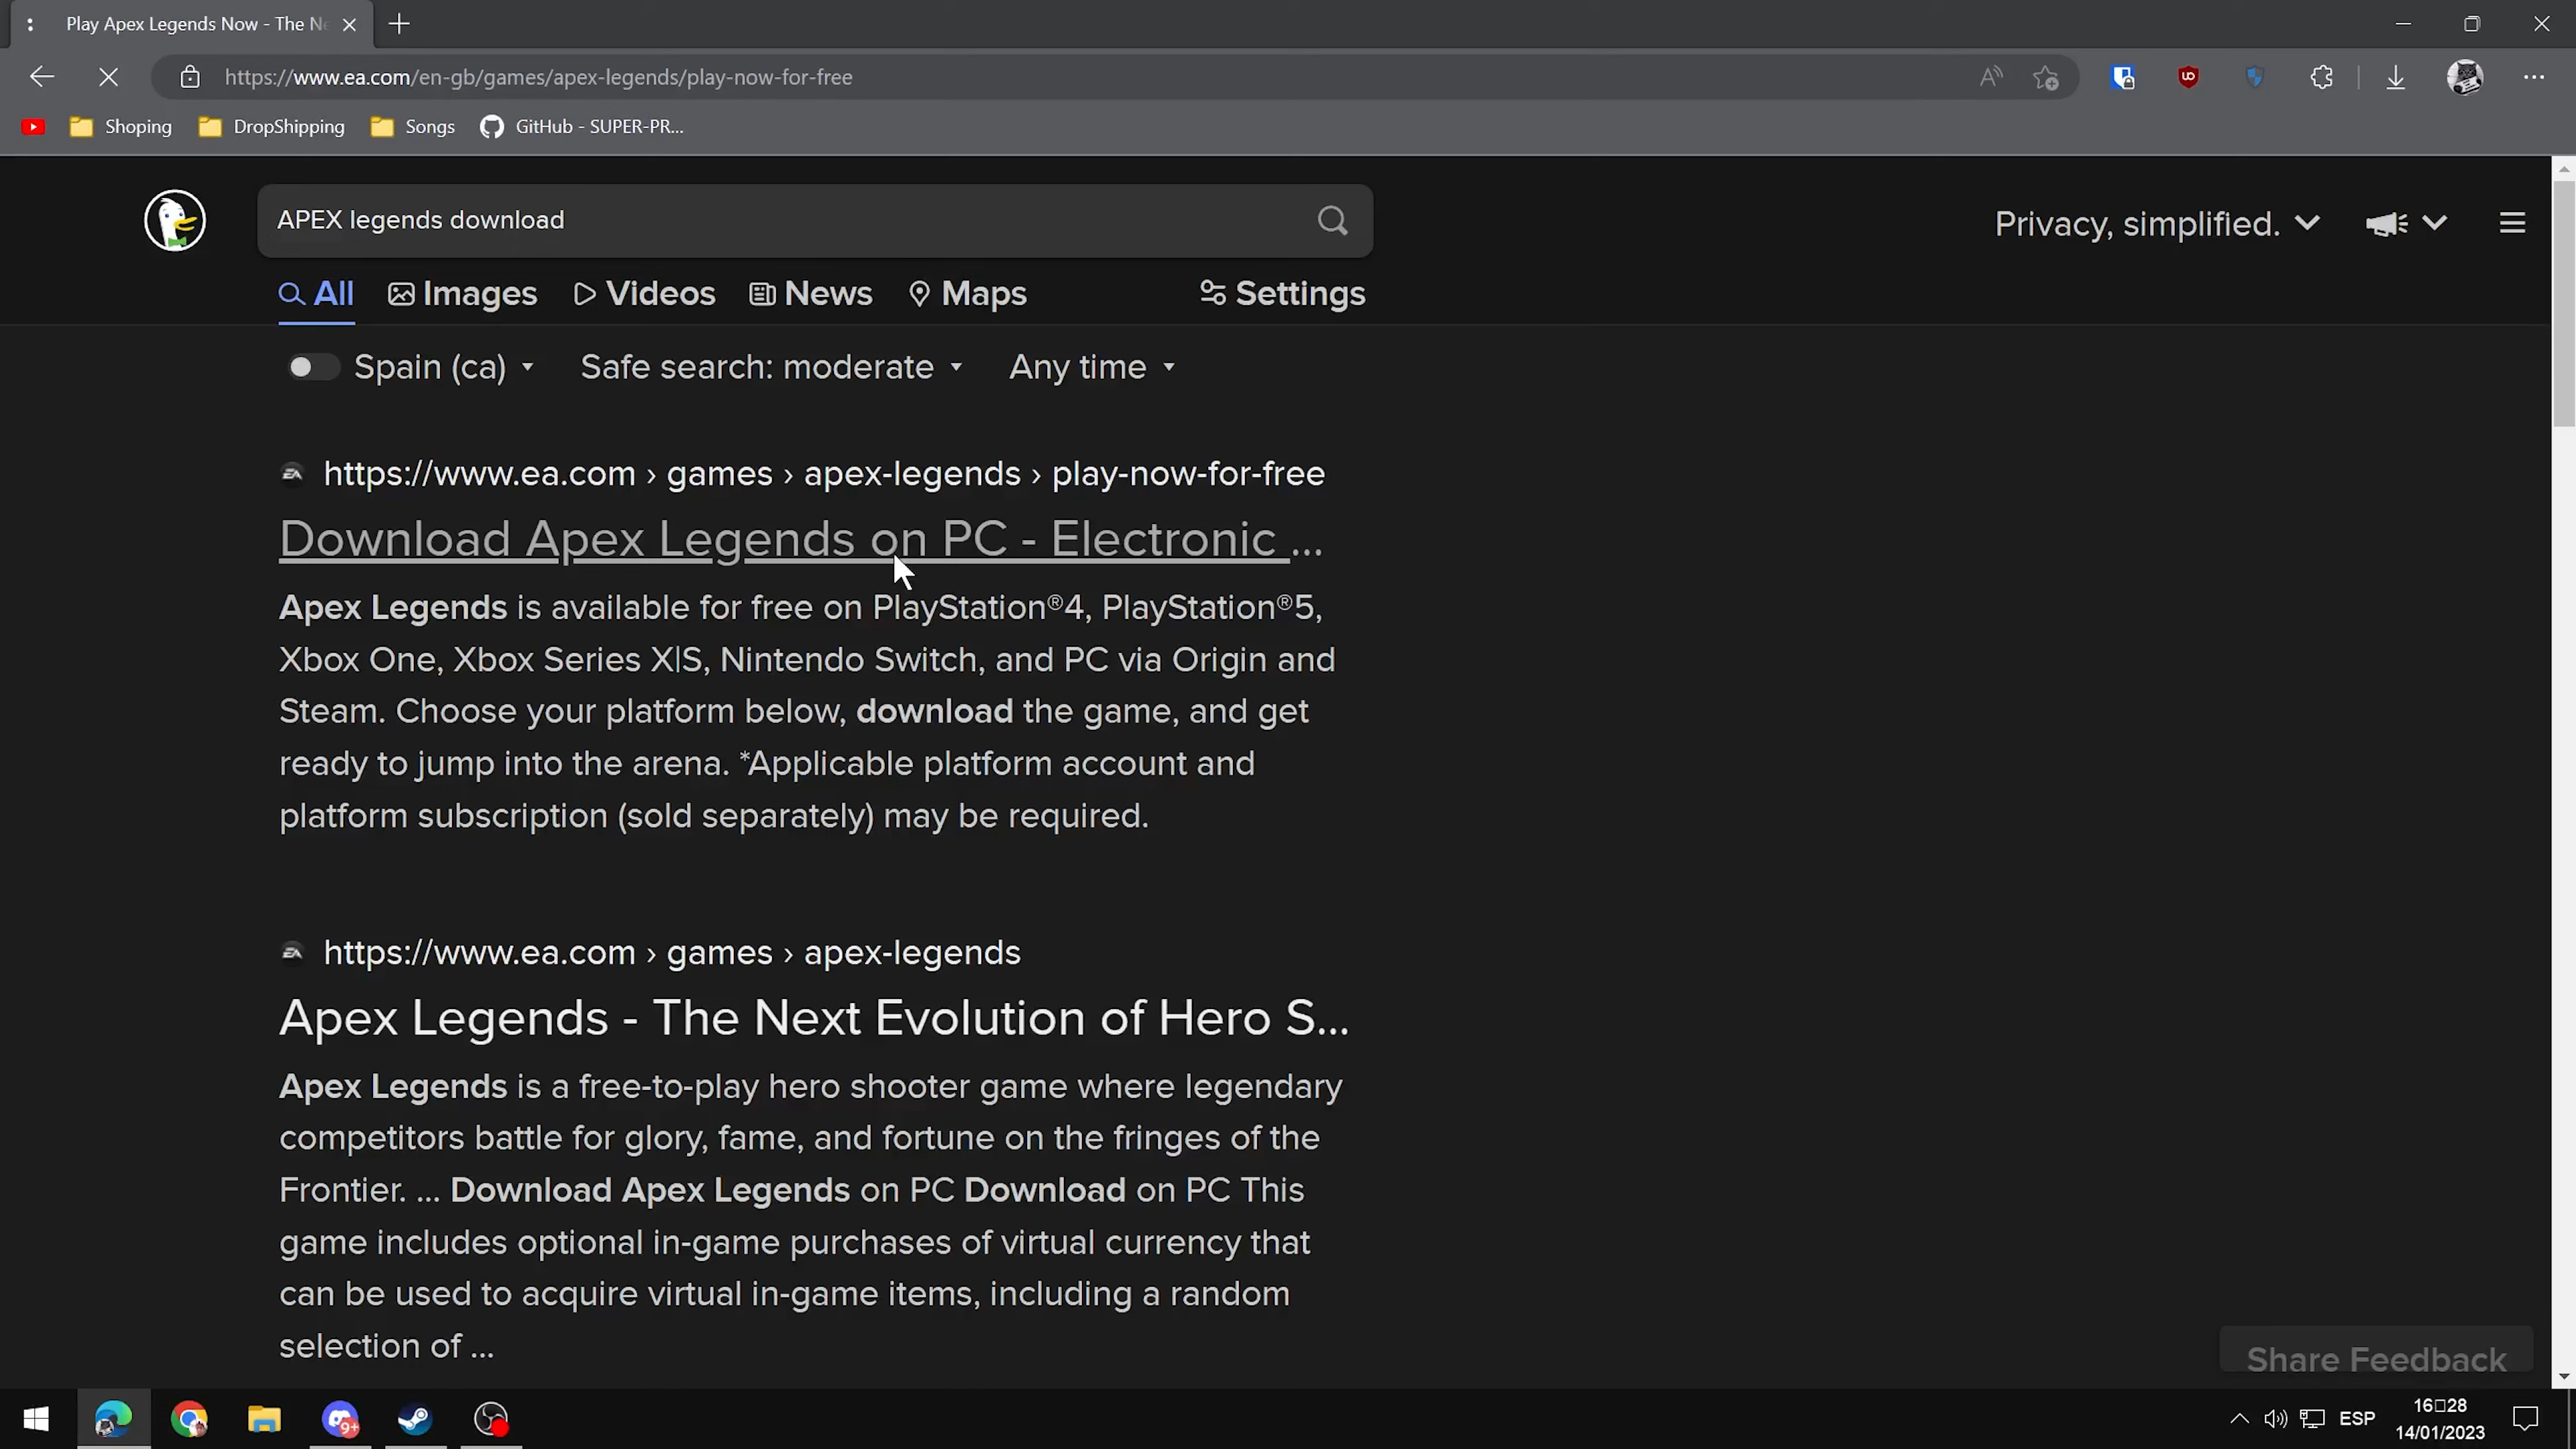 Play Apex Legends Now - The Ne
https://www.ea.com/en-gb/games/apex-legends/play-now-for-free
Shoping
DropShipping
Songs
GitHub - SUPER-PR...
APEX legends download
Privacy, simplified.
All
Images
Videos
News
Maps
Settings
Spain (ca)
Safe search: moderate
Any time
https://www.ea.com › games › apex-legends › play-now-for-free
Download Apex Legends on PC - Electronic ...
Apex Legends is available for free on PlayStation®4, PlayStation®5,
Xbox One, Xbox Series X|S, Nintendo Switch, and PC via Origin and
Steam. Choose your platform below, download the game, and get
ready to jump into the arena. *Applicable platform account and
platform subscription (sold separately) may be required.
https://www.ea.com › games › apex-legends
Apex Legends - The Next Evolution of Hero S...
Apex Legends is a free-to-play hero shooter game where legendary
competitors battle for glory, fame, and fortune on the fringes of the
Frontier. ... Download Apex Legends on PC Download on PC This
game includes optional in-game purchases of virtual currency that
can be used to acquire virtual in-game items, including a random
selection of ...
Share Feedback
9+
ESP
16□28
14/01/2023